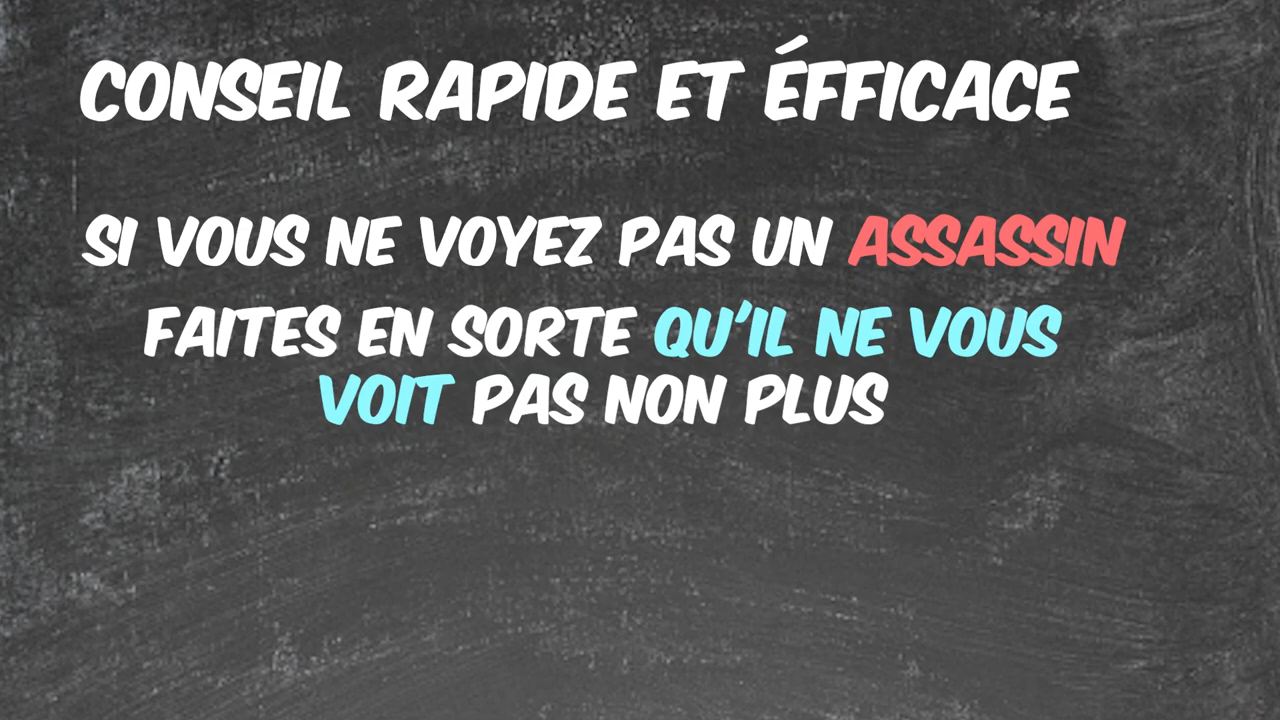 CONSEIL RAPIDE ET ÉFFICACE
SI VOUS NE VOYEZ PAS UN ASSASSIN
FAITES EN SORTE QU'IL NE VOUS
VOIT PAS NON PLUS